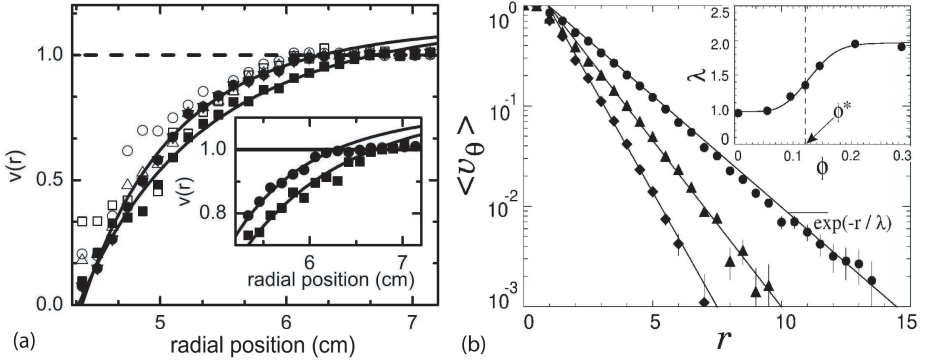 1.0
0.5
0.0
v(r)
5
6
7
radial position (cm)
1.0
0.8
v(r)
6
7
radial position (cm)
(a)
10⁰
10⁻¹
10⁻²
10⁻³
<v_θ>
0
5
10
15
r
exp(-r / λ)
2.5
2.0
1.5
1.0
0
λ
0
0.1
0.2
0.3
ϕ
ϕ*
(b)